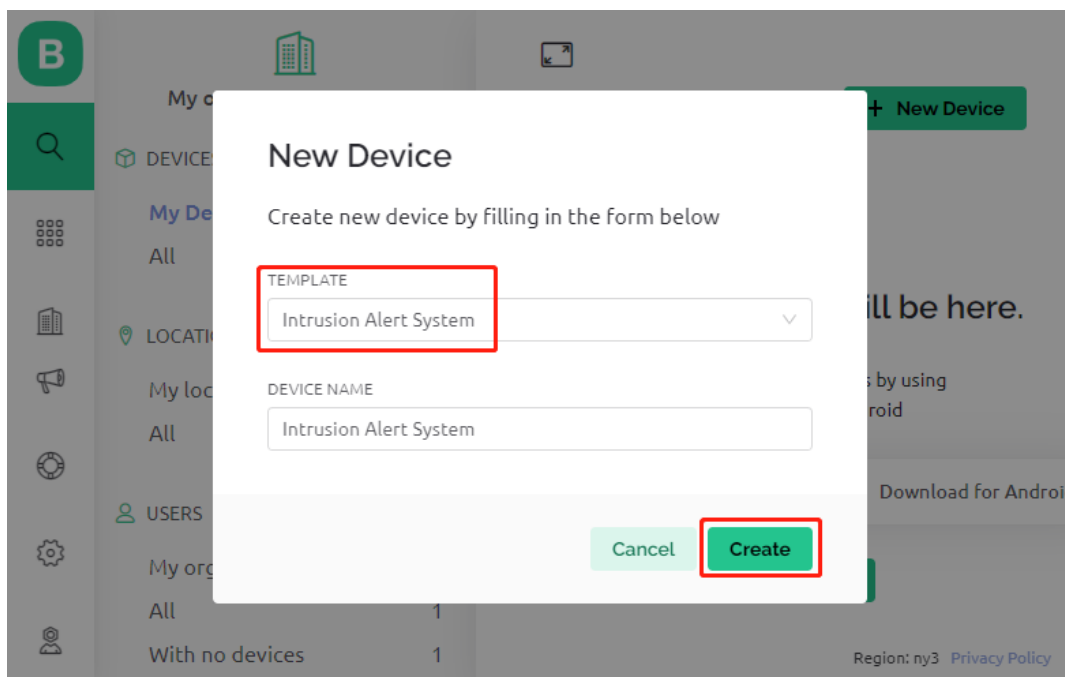 B
My o
+ New Device
DEVICES
My De
All
LOCATI
My loc
All
USERS
My org
All 1
With no devices 1
New Device
Create new device by filling in the form below
TEMPLATE
Intrusion Alert System
DEVICE NAME
Intrusion Alert System
Cancel
Create
ill be here.
s by using
roid
Download for Androi
Region: ny3 Privacy Policy